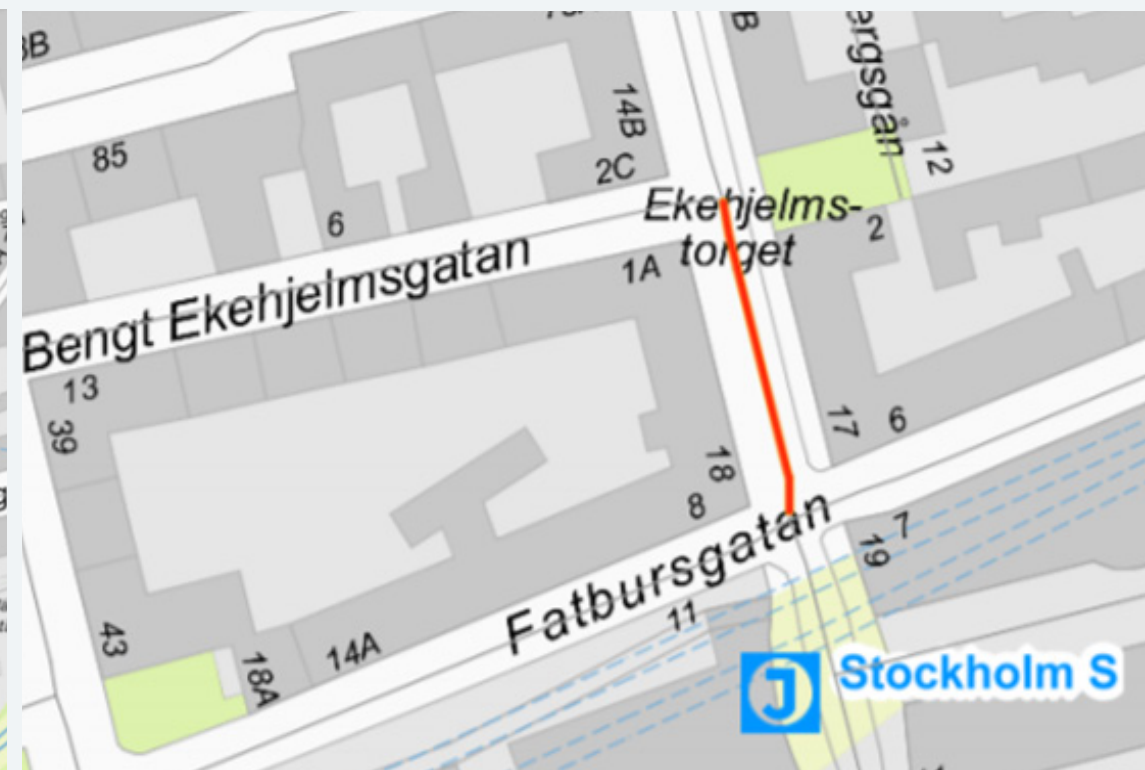 85
14B
2C
6
12
Ekehjelms-
torget
2
Bengt Ekehjelmsgatan
1A
13
39
17
6
18
8
Fatbursgatan
7
19
11
43
14A
18A
J
Stockholm S